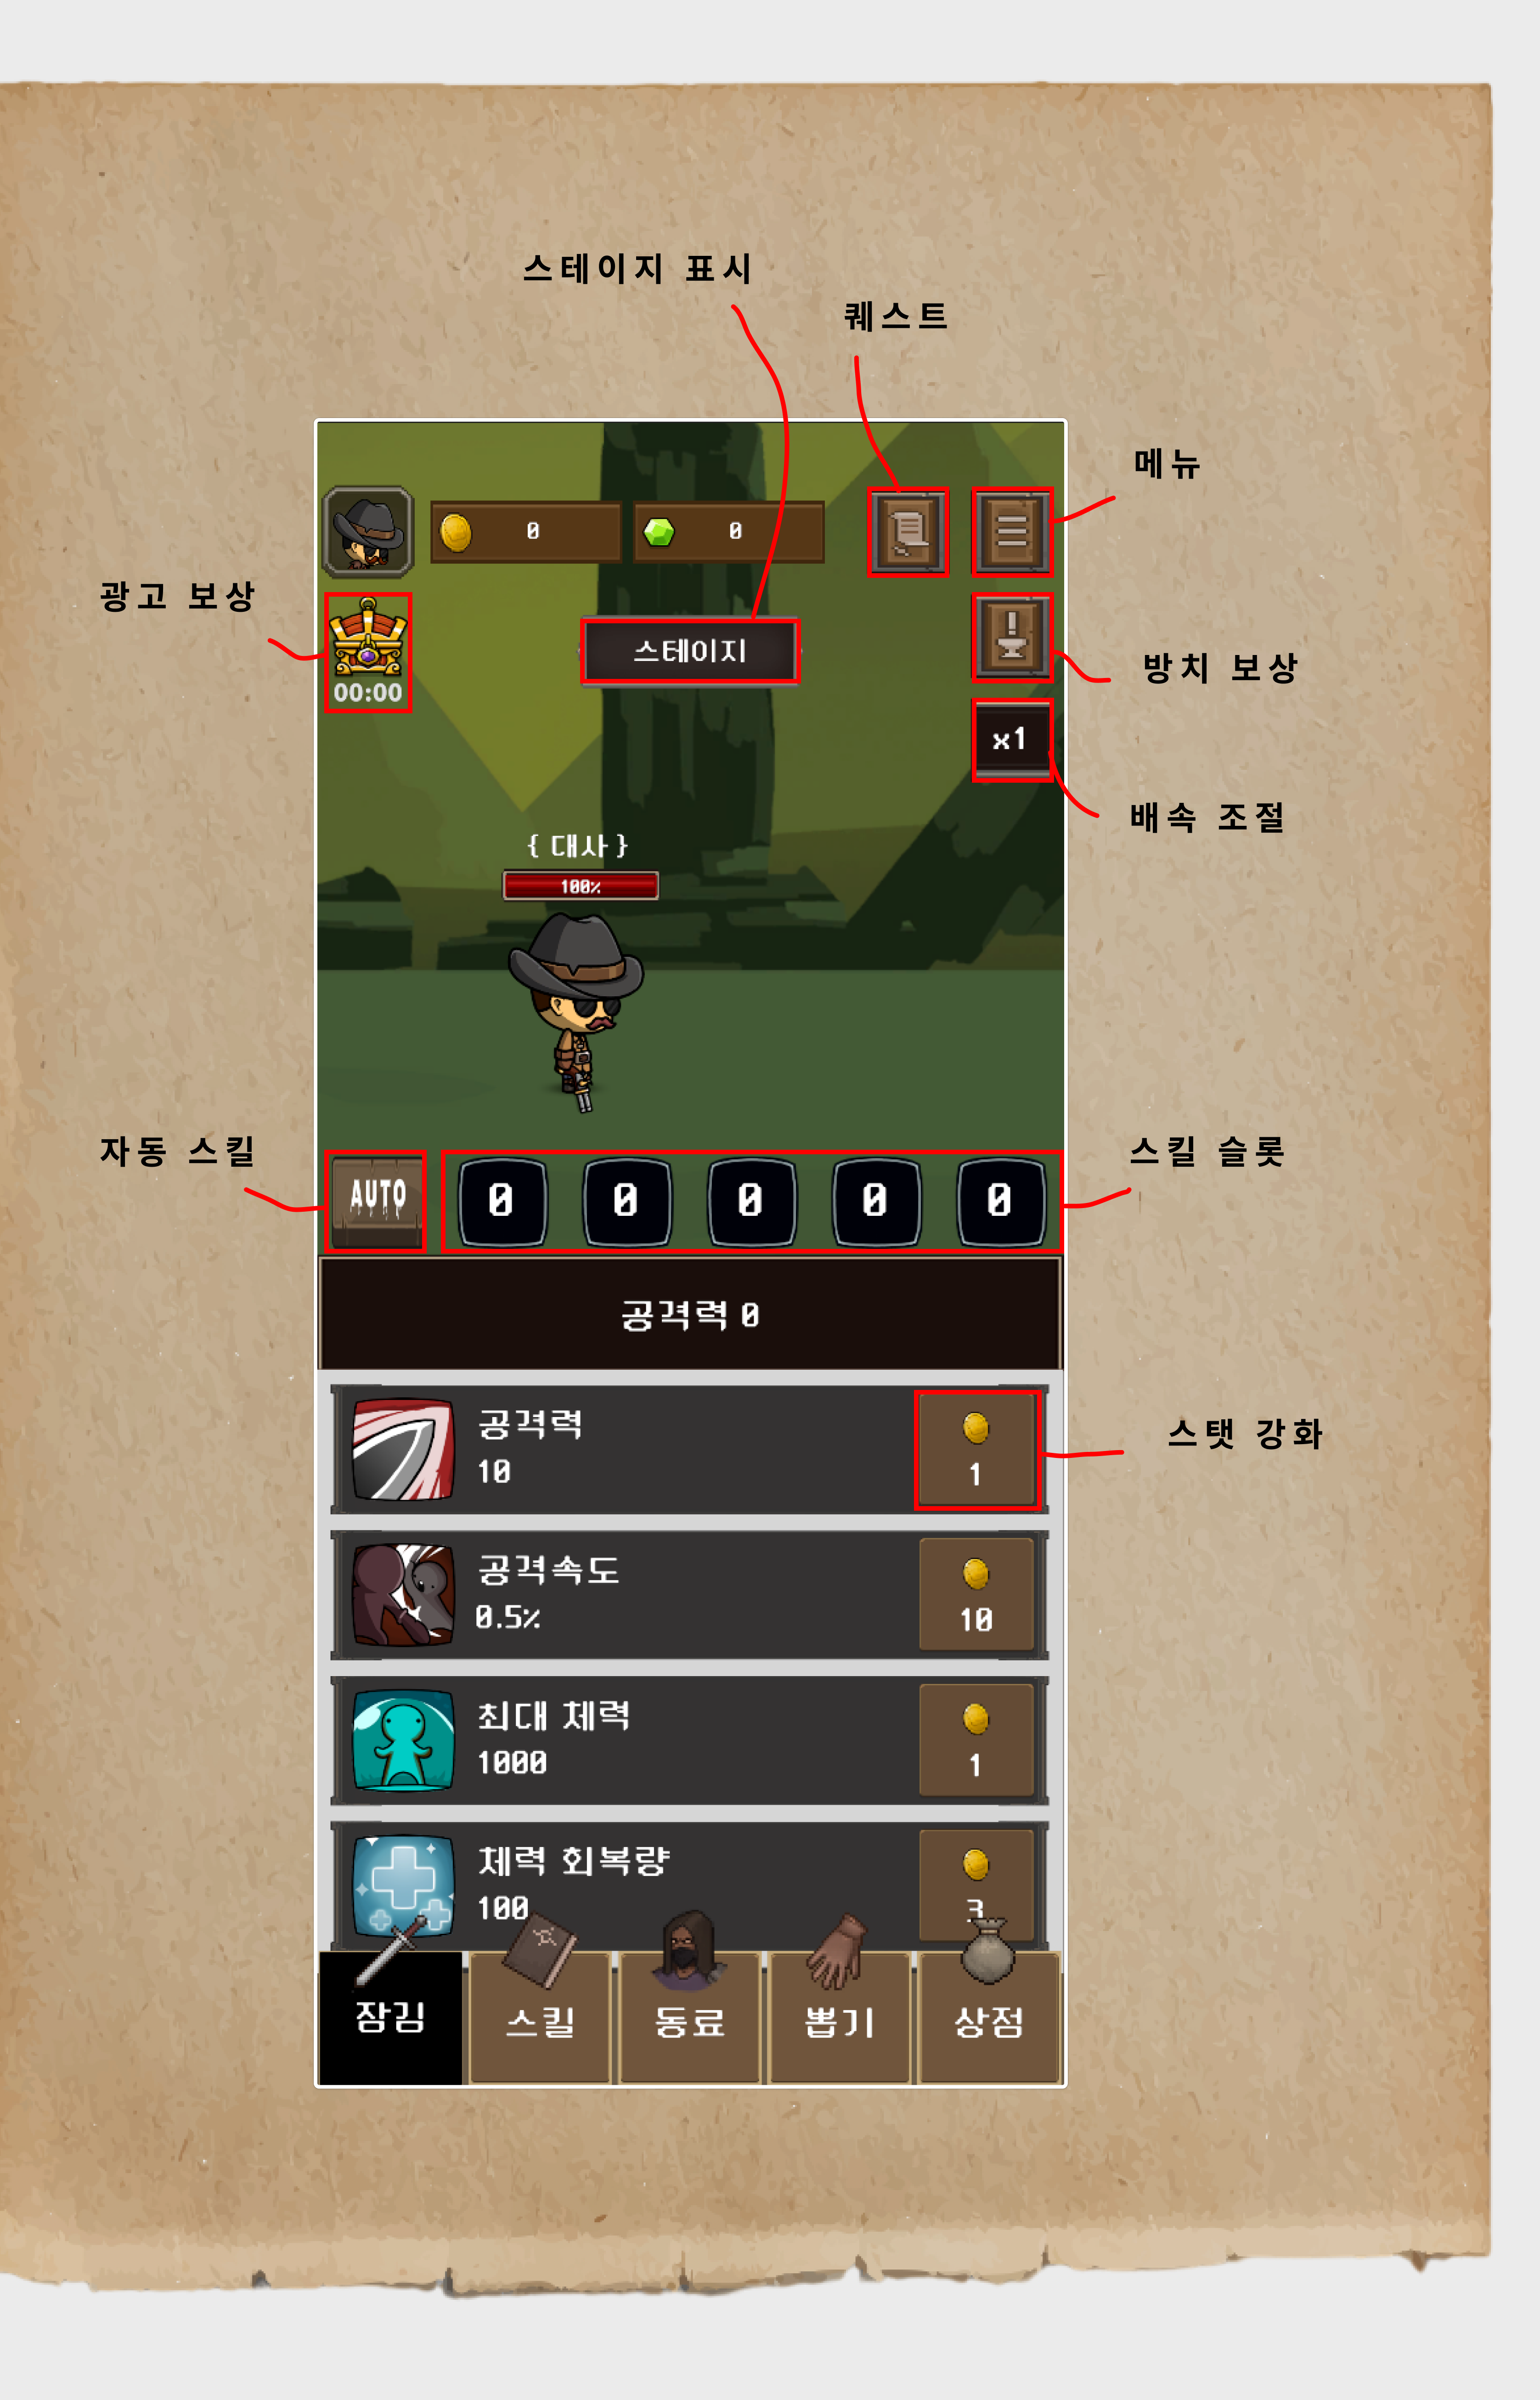 스테이지 표시
퀘스트
메뉴
0
0
광고 보상
00:00
스테이지
방치 보상
x1
배속 조절
{ 대사 }
100%
자동 스킬
스킬 슬롯
AUTO
0
0
0
0
0
공격력 0
공격력
10
1
스탯 강화
공격속도
0.5%
10
최대 체력
1000
1
체력 회복량
100
3
잠김
스킬
동료
뽑기
상점